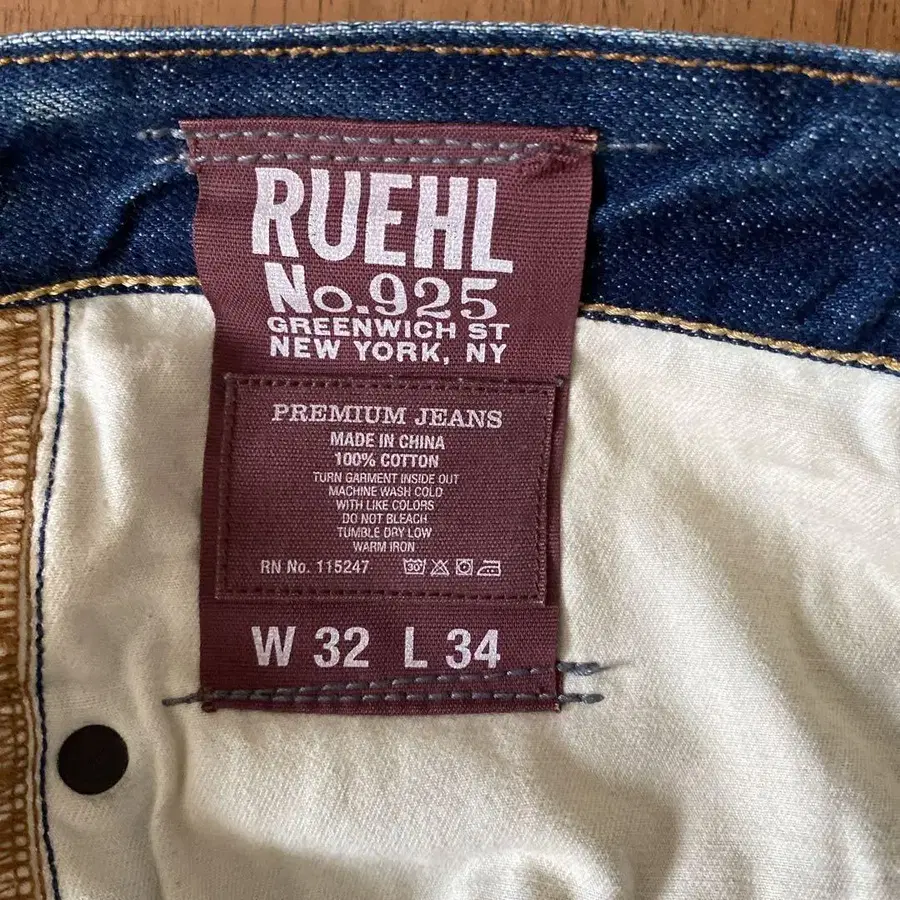 RUEHL
No.925
GREENWICH ST
NEW YORK, NY
PREMIUM JEANS
MADE IN CHINA
100% COTTON
TURN GARMENT INSIDE OUT
MACHINE WASH COLD
WITH LIKE COLORS
DO NOT BLEACH
TUMBLE DRY LOW
WARM IRON
RN No. 115247 30°
W 32 L 34